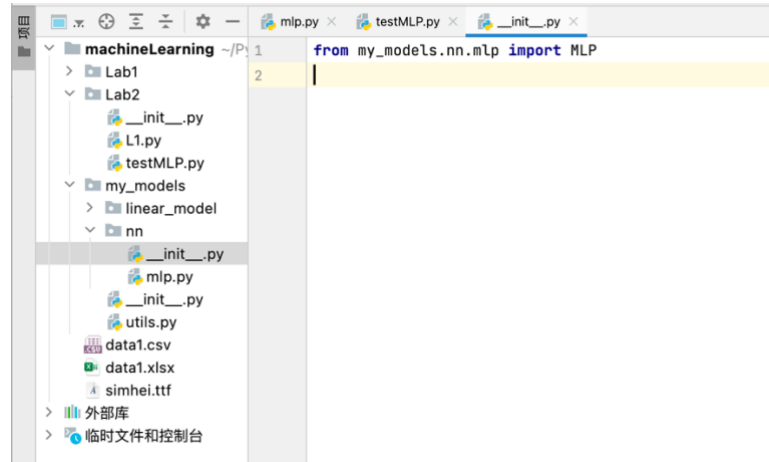 项目
mlp.py
testMLP.py
__init__.py
machineLearning ~/Py
Lab1
Lab2
__init__.py
L1.py
testMLP.py
my_models
linear_model
nn
__init__.py
mlp.py
__init__.py
utils.py
data1.csv
data1.xlsx
simhei.ttf
外部库
临时文件和控制台
1 from my_models.nn.mlp import MLP
2